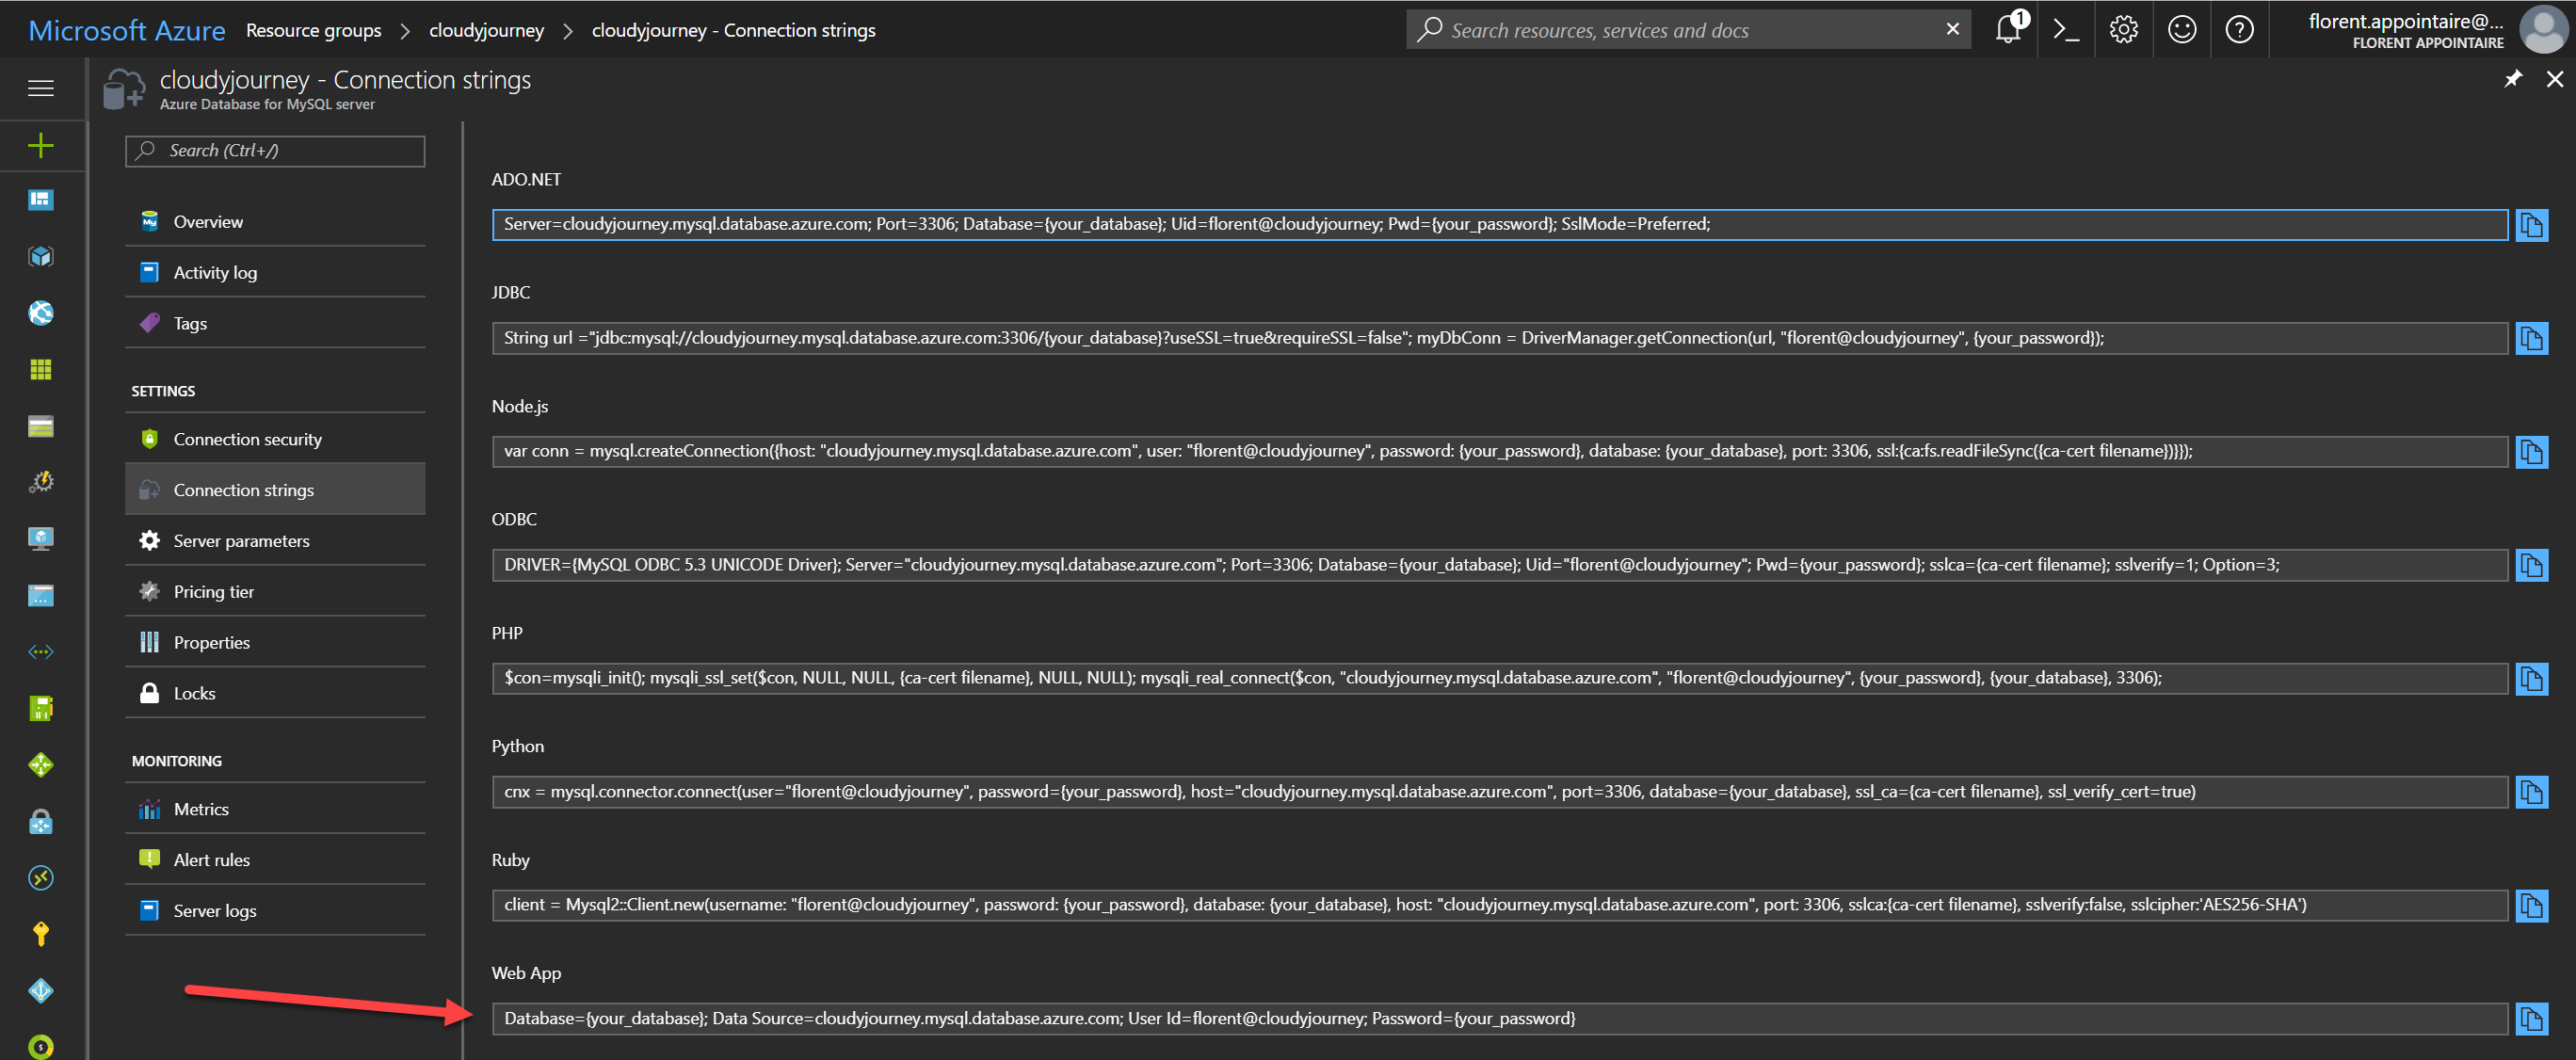 Microsoft Azure Resource groups > cloudyjourney > cloudyjourney - Connection strings
Search resources, services and docs
1
florent.appointaire@...
FLORENT APPOINTAIRE
cloudyjourney - Connection strings
Azure Database for MySQL server
Search (Ctrl+/)
Overview
Activity log
Tags
SETTINGS
Connection security
Connection strings
Server parameters
Pricing tier
Properties
Locks
MONITORING
Metrics
Alert rules
Server logs
ADO.NET
Server=cloudyjourney.mysql.database.azure.com; Port=3306; Database={your_database}; Uid=florent@cloudyjourney; Pwd={your_password}; SslMode=Preferred;
JDBC
String url ="jdbc:mysql://cloudyjourney.mysql.database.azure.com:3306/{your_database}?useSSL=true&requireSSL=false"; myDbConn = DriverManager.getConnection(url, "florent@cloudyjourney", {your_password});
Node.js
var conn = mysql.createConnection({host: "cloudyjourney.mysql.database.azure.com", user: "florent@cloudyjourney", password: {your_password}, database: {your_database}, port: 3306, ssl:{ca:fs.readFileSync({ca-cert filename})}});
ODBC
DRIVER={MySQL ODBC 5.3 UNICODE Driver}; Server="cloudyjourney.mysql.database.azure.com"; Port=3306; Database={your_database}; Uid="florent@cloudyjourney"; Pwd={your_password}; sslca={ca-cert filename}; sslverify=1; Option=3;
PHP
$con=mysqli_init(); mysqli_ssl_set($con, NULL, NULL, {ca-cert filename}, NULL, NULL); mysqli_real_connect($con, "cloudyjourney.mysql.database.azure.com", "florent@cloudyjourney", {your_password}, {your_database}, 3306);
Python
cnx = mysql.connector.connect(user="florent@cloudyjourney", password={your_password}, host="cloudyjourney.mysql.database.azure.com", port=3306, database={your_database}, ssl_ca={ca-cert filename}, ssl_verify_cert=true)
Ruby
client = Mysql2::Client.new(username: "florent@cloudyjourney", password: {your_password}, database: {your_database}, host: "cloudyjourney.mysql.database.azure.com", port: 3306, sslca:{ca-cert filename}, sslverify:false, sslcipher:'AES256-SHA')
Web App
Database={your_database}; Data Source=cloudyjourney.mysql.database.azure.com; User Id=florent@cloudyjourney; Password={your_password}